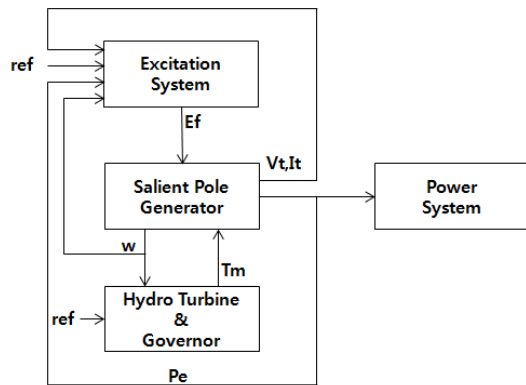 Excitation
System
ref
Ef
Vt,It
Salient Pole
Generator
Power
System
w
Tm
Hydro Turbine
&
Governor
ref
Pe